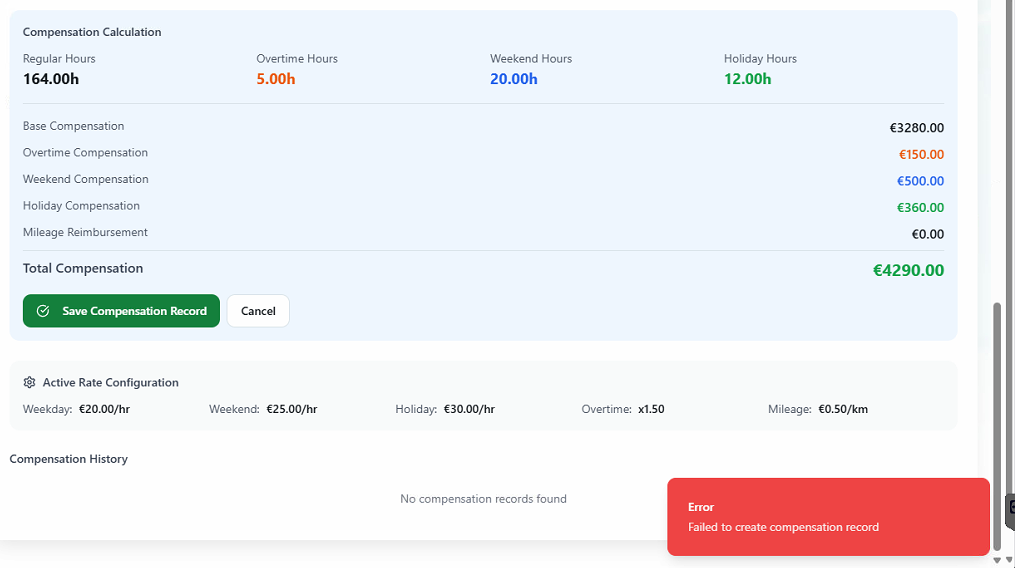 Compensation Calculation
Regular Hours Overtime Hours Weekend Hours Holiday Hours
164.00h 5.00h 20.00h 12.00h
Base Compensation €3280.00
Overtime Compensation €150.00
Weekend Compensation €500.00
Holiday Compensation €360.00
Mileage Reimbursement €0.00
Total Compensation €4290.00
Save Compensation Record Cancel
Active Rate Configuration
Weekday: €20.00/hr Weekend: €25.00/hr Holiday: €30.00/hr Overtime: x1.50 Mileage: €0.50/km
Compensation History
No compensation records found
Error
Failed to create compensation record